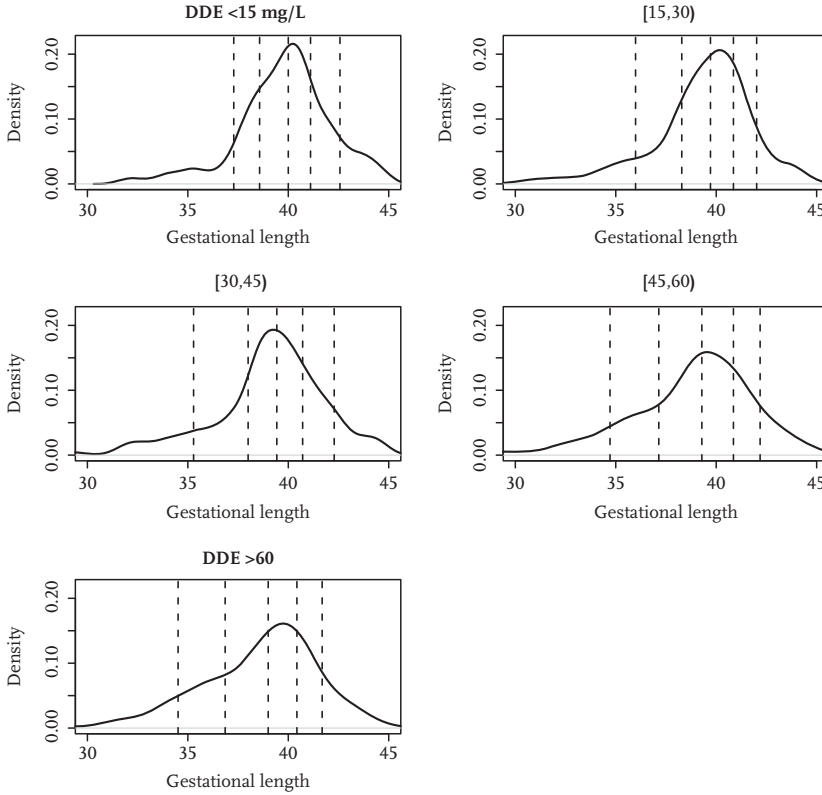 DDE <15 mg/L
Density
0.00 0.10 0.20
30 35 40 45
Gestational length
[15,30)
Density
0.00 0.10 0.20
30 35 40 45
Gestational length
[30,45)
Density
0.00 0.10 0.20
30 35 40 45
Gestational length
[45,60)
Density
0.00 0.10 0.20
30 35 40 45
Gestational length
DDE >60
Density
0.00 0.10 0.20
30 35 40 45
Gestational length